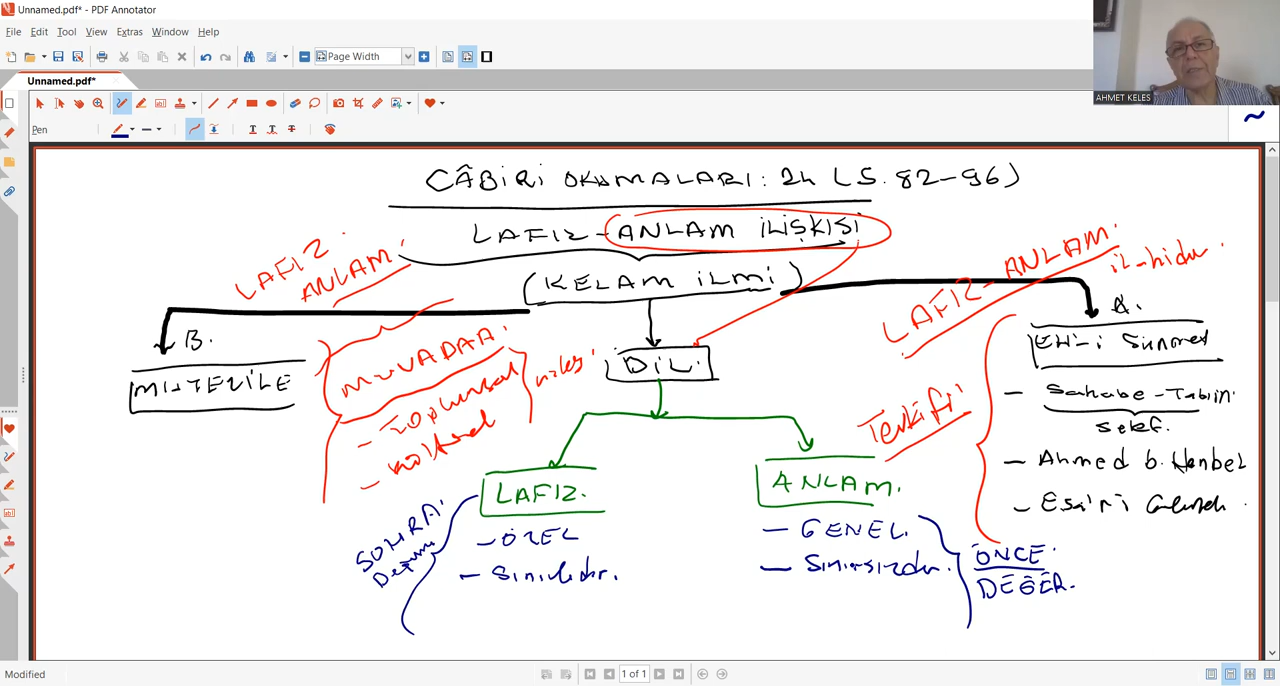 Unnamed.pdf* - PDF Annotator
File Edit Tool View Extras Window Help
Page Width
Unnamed.pdf*
AHMET KELES
Pen
CÂBİRİ OKUMALARI: 24 (S. 82-96)
LAFIZ-ANLAM İLİŞKİSİ
(KELAM İLMİ)
LAFIZ
ANLAM
LAFIZ-ANLAM
B.
MUTEZİLE
MUVADAA
Toplumsal
kültürel
DİL
A.
EHL-i Sünnet
- Sahabe-Tabiin.
Selef.
- Ahmed b. Hanbel
Tevkifi
LAFIZ.
- ÖZEL
- Sınırlıdır.
SONRA
ANLAM.
- GENEL.
- Sınırsızdır.
ÖNCE.
DEĞER.
Modified
1 of 1